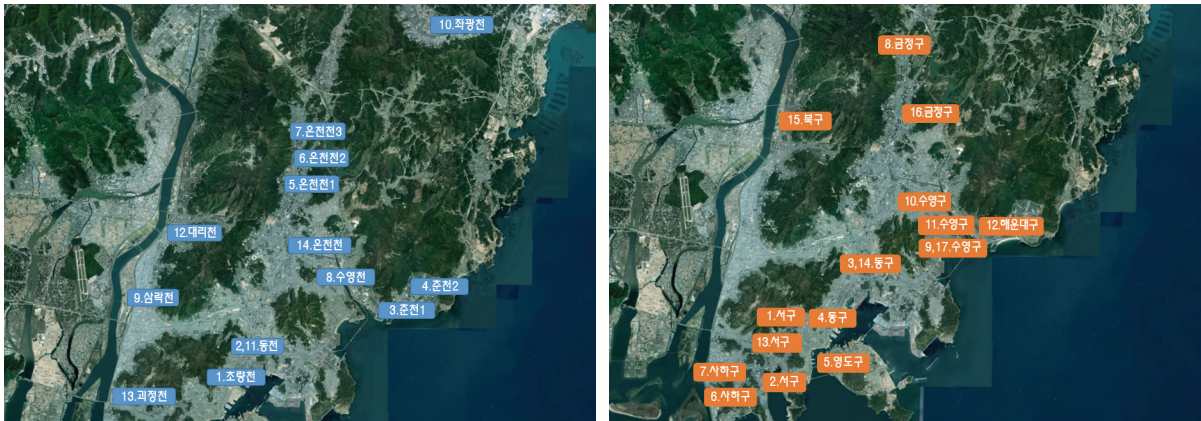 10.좌광천
7.온천천3
6.온천천2
5.온천천1
12.대리천
14.온천천
8.수영천
4.준천2
9.삼락천
3.준천1
2,11.동천
1.초량천
13.괴정천
8.금정구
16.금정구
15.북구
10.수영구
11.수영구
12.해운대구
9,17.수영구
3,14.동구
1.서구
4.동구
13.서구
5.영도구
7.사하구
2.서구
6.사하구